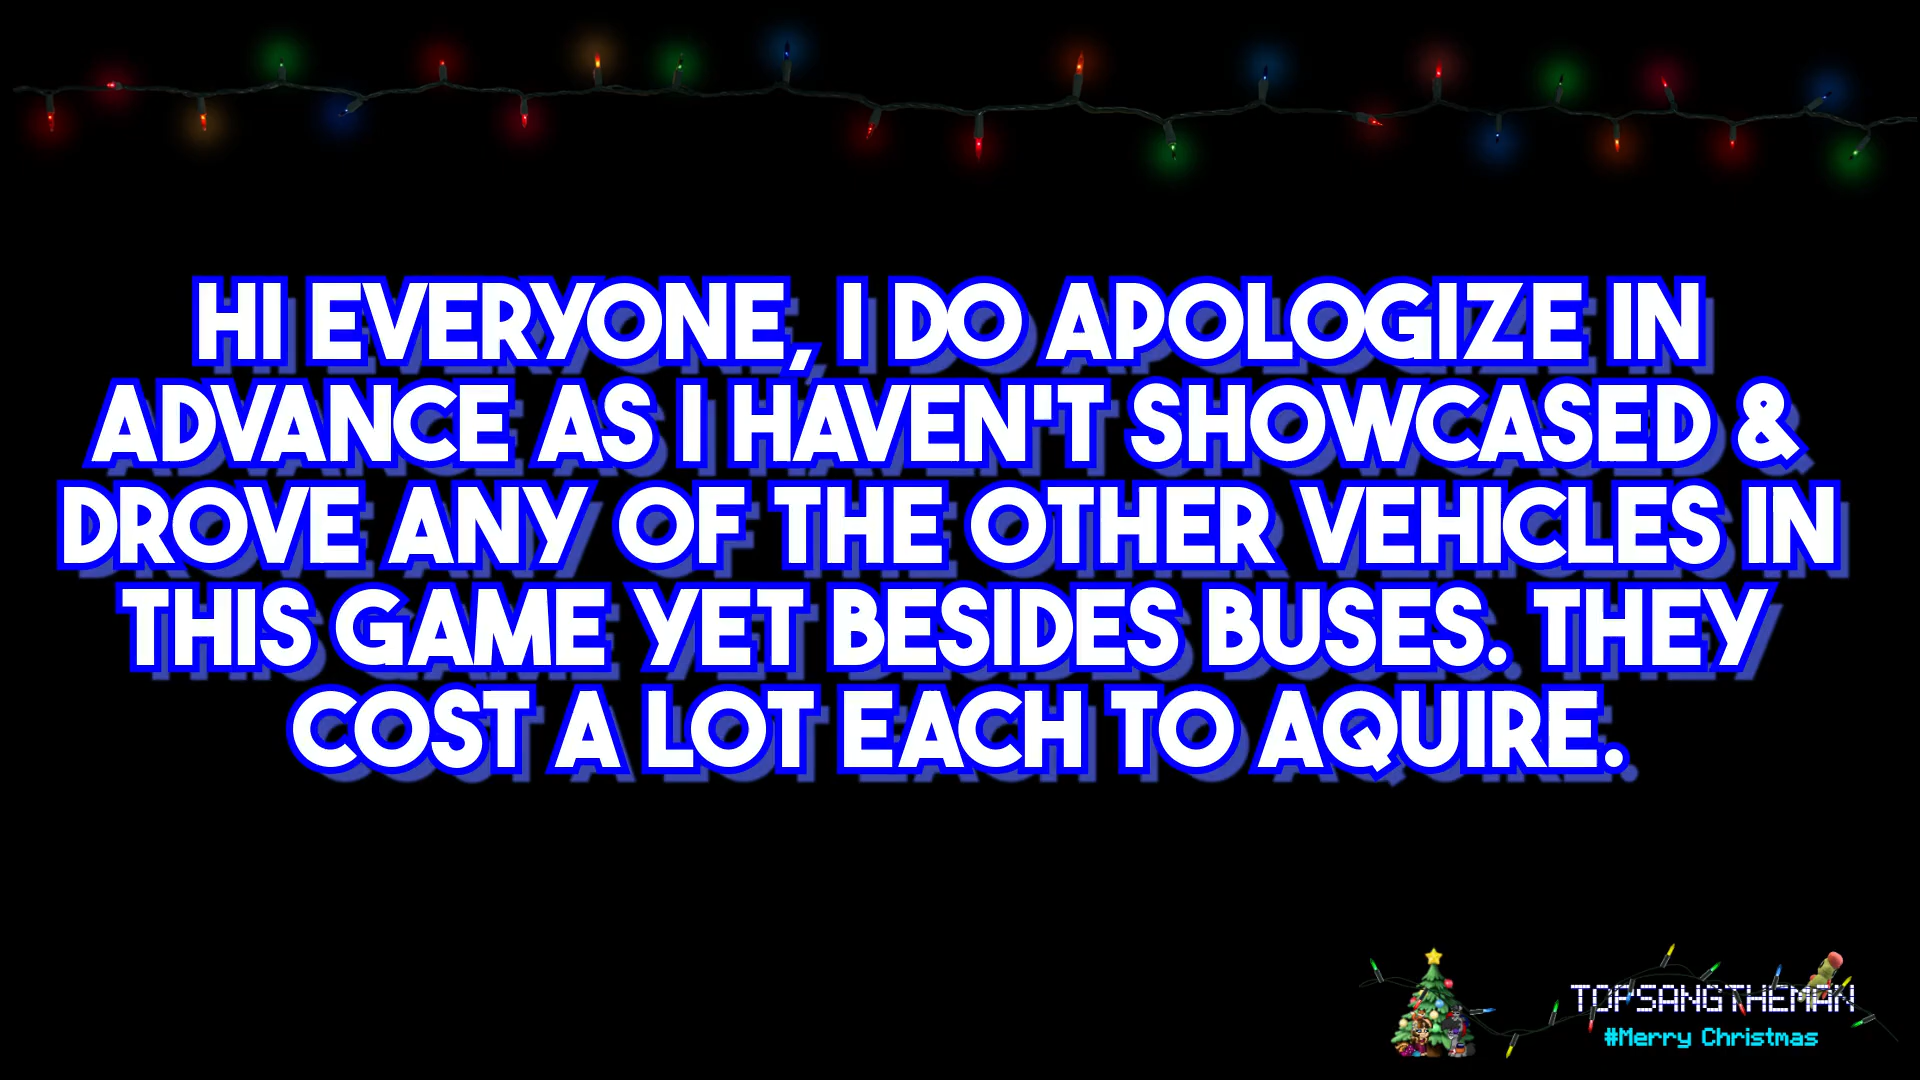 HI EVERYONE, I DO APOLOGIZE IN
ADVANCE AS I HAVEN'T SHOWCASED &
DROVE ANY OF THE OTHER VEHICLES IN
THIS GAME YET BESIDES BUSES. THEY
COST A LOT EACH TO AQUIRE.
TOPSANGTHEMAN
#Merry Christmas